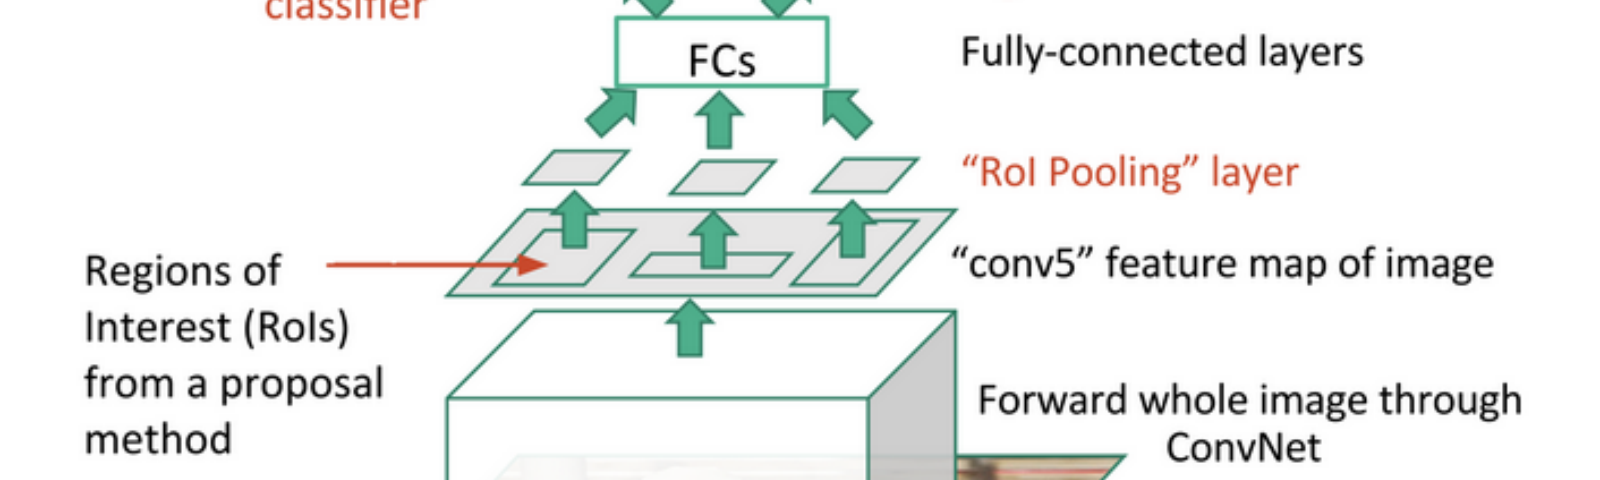 classifier
FCs
Fully-connected layers
“RoI Pooling” layer
“conv5” feature map of image
Regions of
Interest (RoIs)
from a proposal
method
Forward whole image through
ConvNet